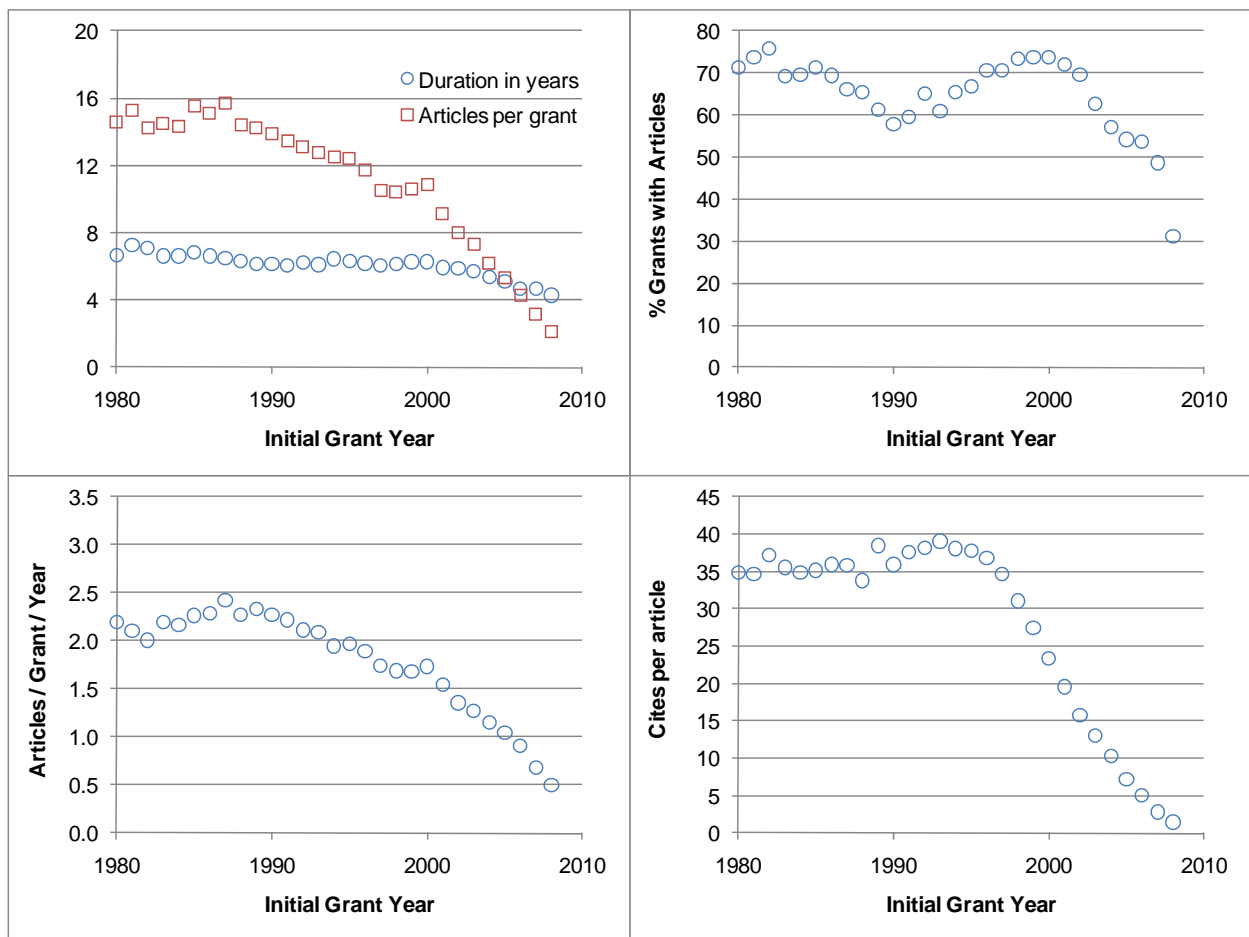 20
16
12
8
4
0
Duration in years
Articles per grant
1980 1990 2000 2010
Initial Grant Year
% Grants with Articles
80
70
60
50
40
30
20
10
0
1980 1990 2000 2010
Initial Grant Year
Articles / Grant / Year
3.5
3.0
2.5
2.0
1.5
1.0
0.5
0.0
1980 1990 2000 2010
Initial Grant Year
Cites per article
45
40
35
30
25
20
15
10
5
0
1980 1990 2000 2010
Initial Grant Year